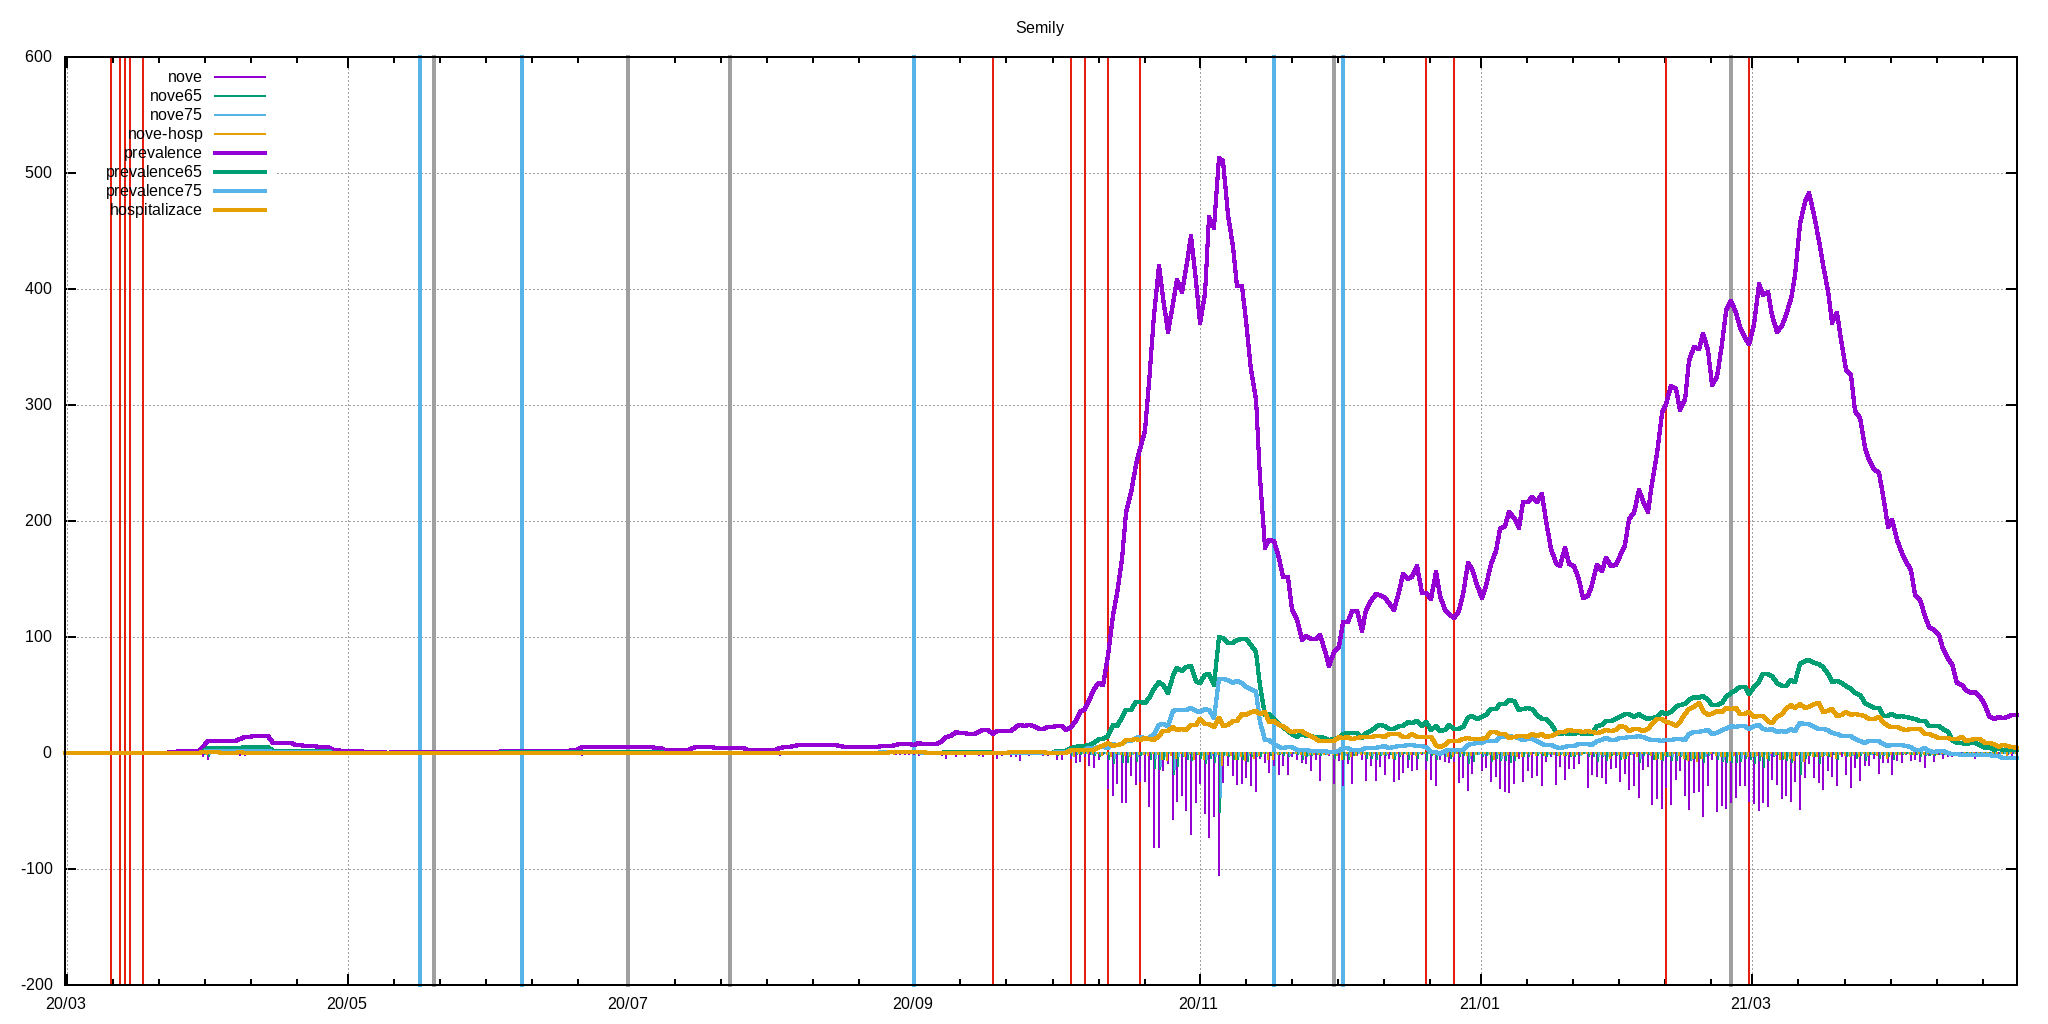 Semily
600
500
400
300
200
100
0
-100
-200
nove
nove65
nove75
nove-hosp
prevalence
prevalence65
prevalence75
hospitalizace
20/03 20/05 20/07 20/09 20/11 21/01 21/03